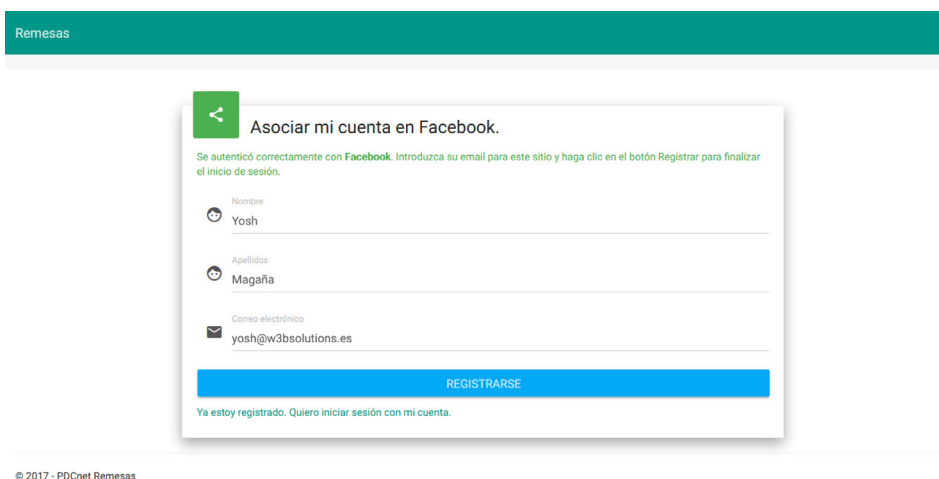 Remesas
Asociar mi cuenta en Facebook.
Se autenticó correctamente con Facebook. Introduzca su email para este sitio y haga clic en el botón Registrar para finalizar
el inicio de sesión.
Nombre
Yosh
Apellidos
Magaña
Correo electrónico
yosh@w3bsolutions.es
REGISTRARSE
Ya estoy registrado. Quiero iniciar sesión con mi cuenta.
© 2017 - PDCnet Remesas